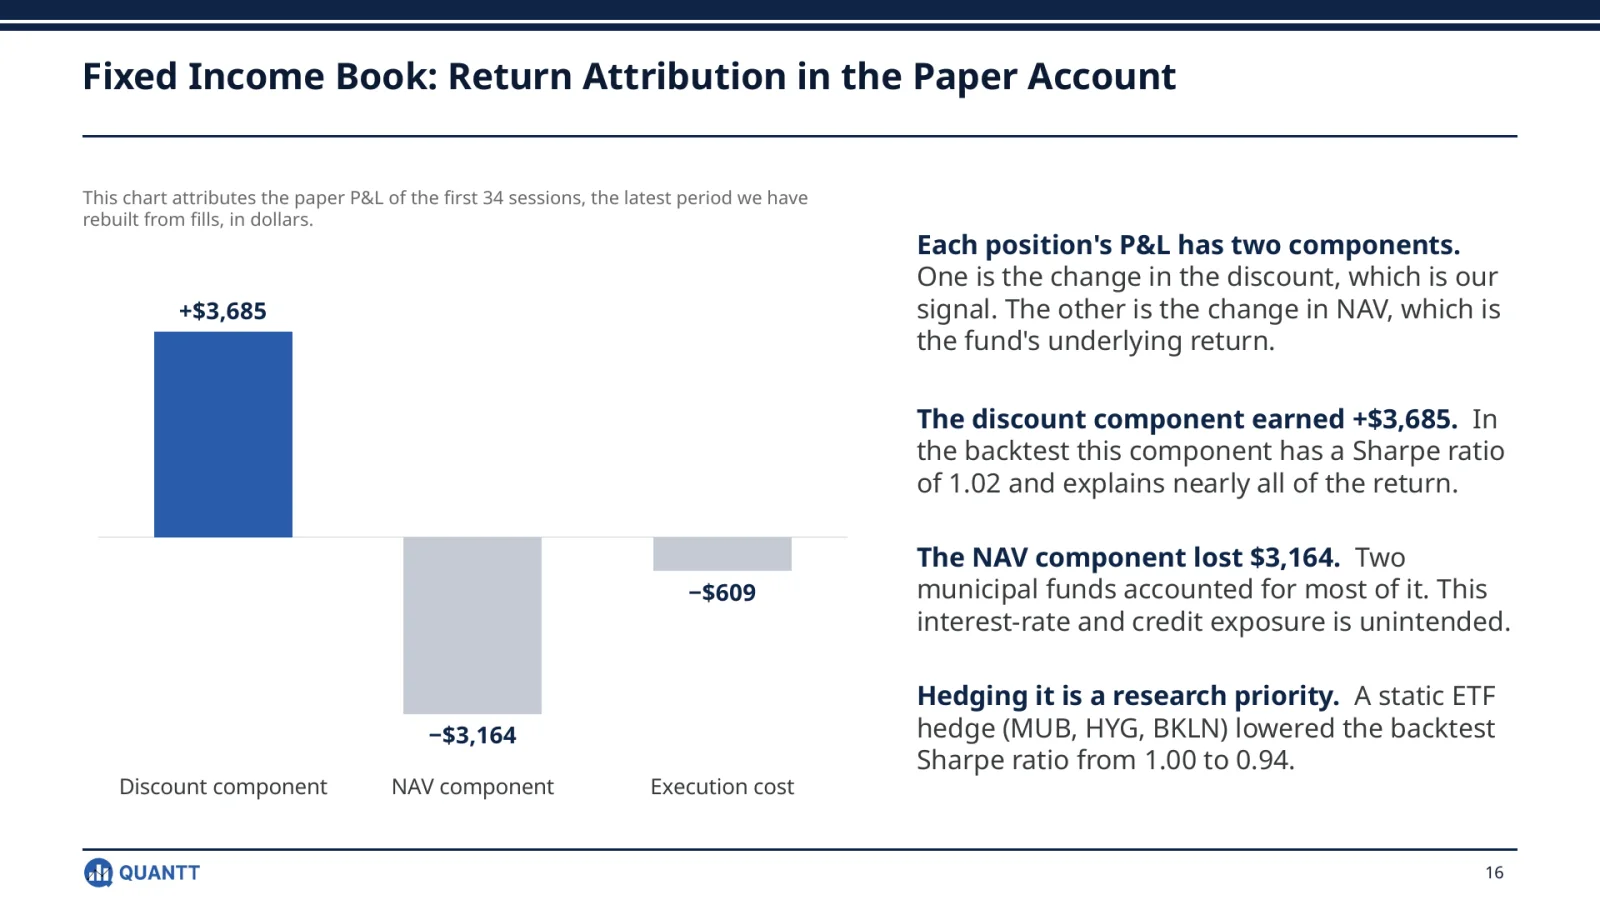 Fixed Income Book: Return Attribution in the Paper Account
This chart attributes the paper P&L of the first 34 sessions, the latest period we have
rebuilt from fills, in dollars.
+$3,685
−$3,164
−$609
Discount component
NAV component
Execution cost
Each position's P&L has two components.
One is the change in the discount, which is our
signal. The other is the change in NAV, which is
the fund's underlying return.
The discount component earned +$3,685. In
the backtest this component has a Sharpe ratio
of 1.02 and explains nearly all of the return.
The NAV component lost $3,164. Two
municipal funds accounted for most of it. This
interest-rate and credit exposure is unintended.
Hedging it is a research priority. A static ETF
hedge (MUB, HYG, BKLN) lowered the backtest
Sharpe ratio from 1.00 to 0.94.
QUANTT
16